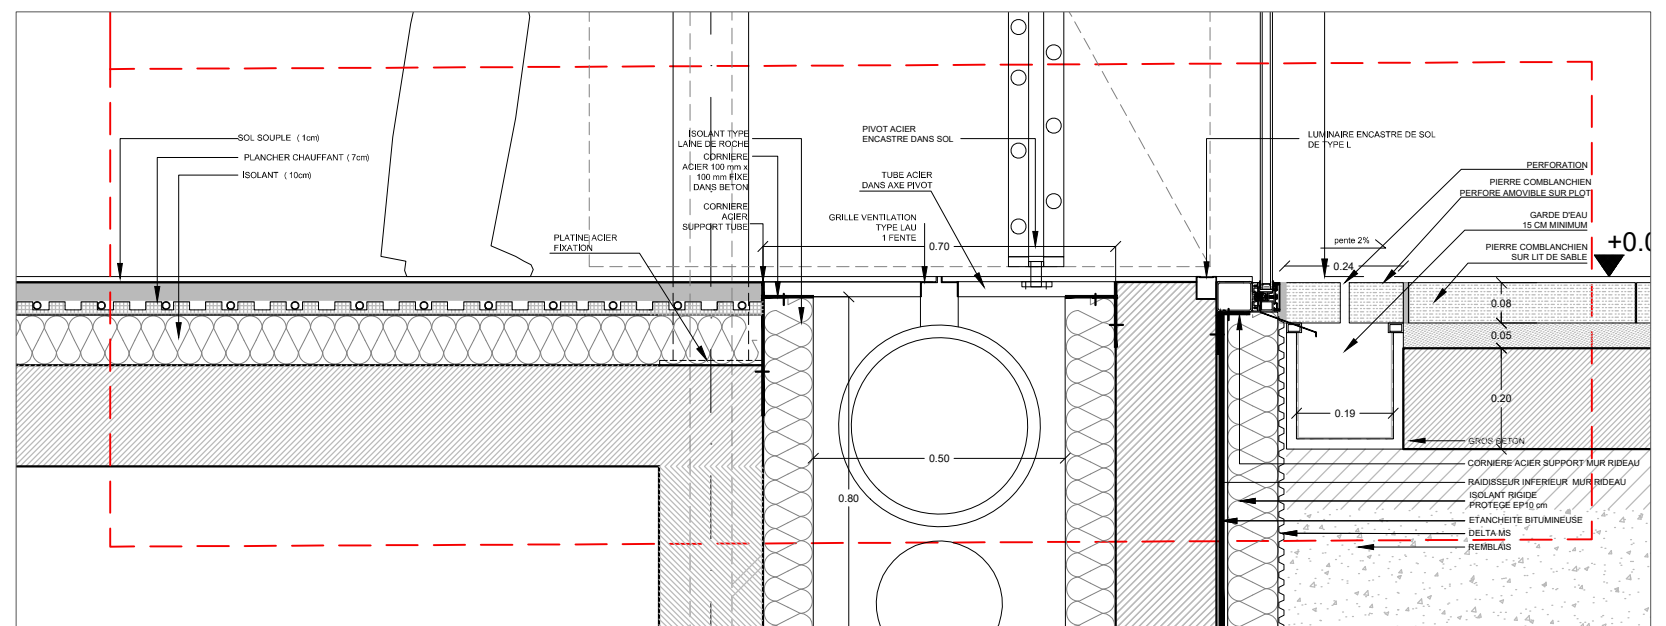 SOL SOUPLE (1cm)
PLANCHER CHAUFFANT (7cm)
ISOLANT (10cm)
PLATINE ACIER
FIXATION
ISOLANT TYPE
LAINE DE ROCHE
CORNIERE
ACIER 100 mm x
100 mm FIXE
DANS BETON
CORNIERE
ACIER
SUPPORT TUBE
PIVOT ACIER
ENCASTRE DANS SOL
TUBE ACIER
DANS AXE PIVOT
GRILLE VENTILATION
TYPE LAU
1 FENTE
0.70
0.50
0.80
LUMINAIRE ENCASTRE DE SOL
DE TYPE L
PERFORATION
PIERRE COMBLANCHIEN
PERFORE AMOVIBLE SUR PLOT
GARDE D'EAU
15 CM MINIMUM
PIERRE COMBLANCHIEN
SUR LIT DE SABLE
pente 2%
0.24
+0.0
0.08
0.05
0.20
0.19
GROS BETON
CORNIERE ACIER SUPPORT MUR RIDEAU
RAIDISSEUR INFERIEUR MUR RIDEAU
ISOLANT RIGIDE
PROTEGE EP10 cm
ETANCHEITE BITUMINEUSE
DELTA MS
REMBLAIS